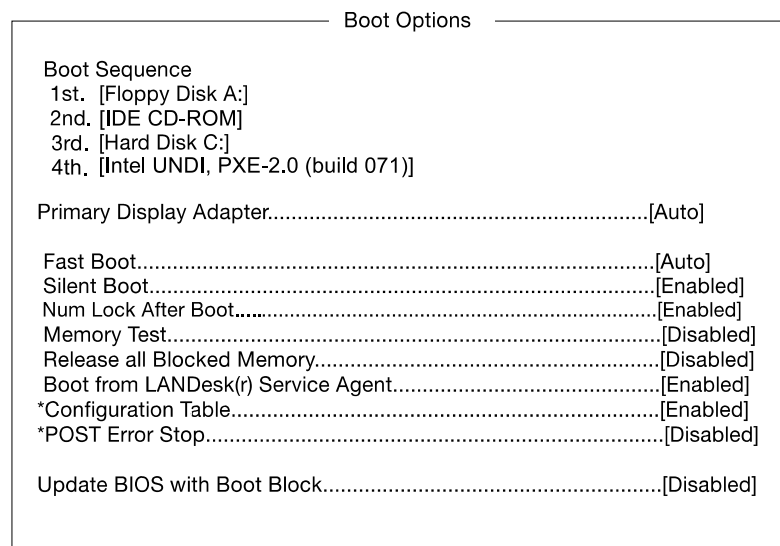 Boot Options
Boot Sequence
1st. [Floppy Disk A:]
2nd. [IDE CD-ROM]
3rd. [Hard Disk C:]
4th. [Intel UNDI, PXE-2.0 (build 071)]
Primary Display Adapter......................................................[Auto]
Fast Boot..........................................................................[Auto]
Silent Boot.........................................................................[Enabled]
Num Lock After Boot............................................................[Enabled]
Memory Test.......................................................................[Disabled]
Release all Blocked Memory.................................................[Disabled]
Boot from LANDesk(r) Service Agent......................................[Enabled]
*Configuration Table.............................................................[Enabled]
*POST Error Stop.................................................................[Disabled]
Update BIOS with Boot Block................................................[Disabled]